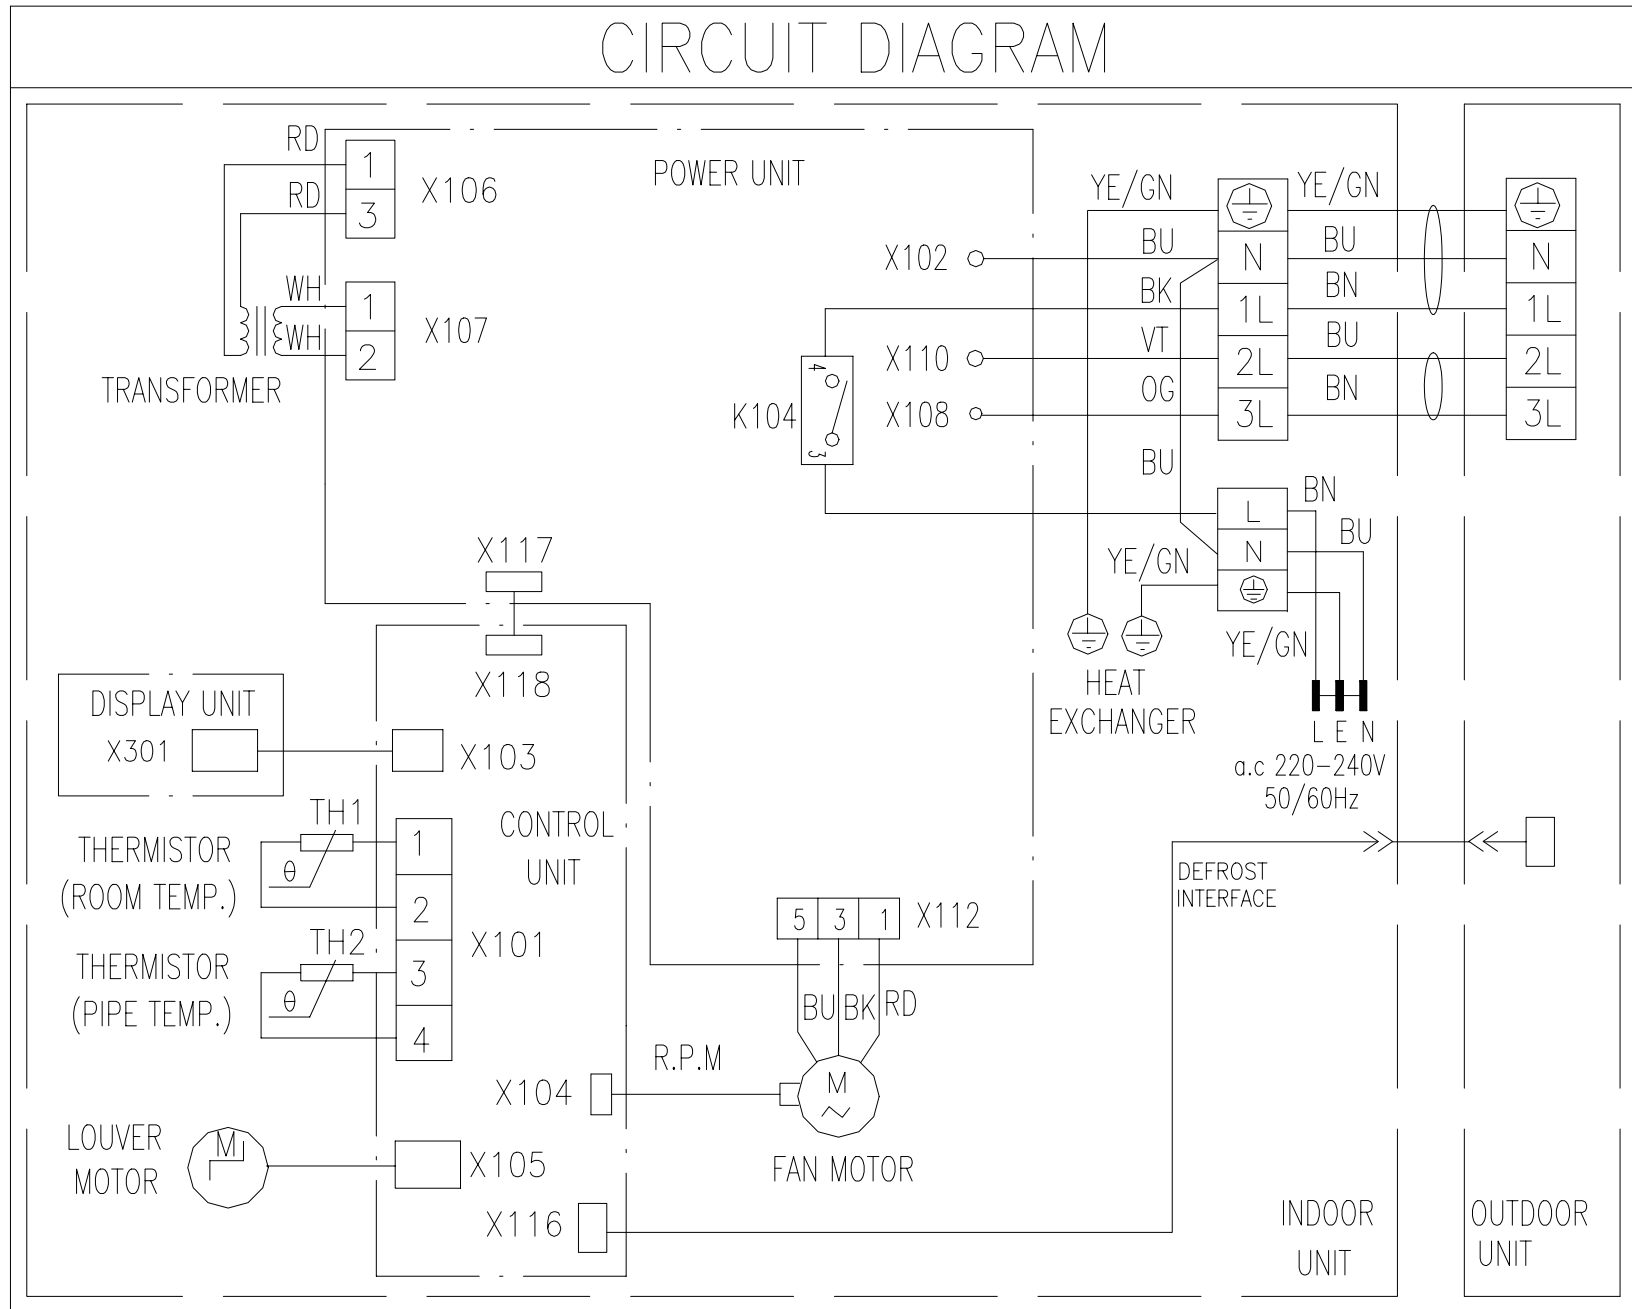 CIRCUIT DIAGRAM
RD
1
X106
RD
3
POWER UNIT
WH
1
X107
WH
2
TRANSFORMER
YE/GN
YE/GN
X102
BU
N
BU
N
BK
1L
BN
1L
X110
VT
2L
BU
2L
4
K104
3
X108
OG
3L
BN
3L
BU
L
BN
N
BU
YE/GN
YE/GN
HEAT
EXCHANGER
L E N
a.c 220-240V
50/60Hz
X117
X118
DISPLAY UNIT
X301
X103
TH1
THERMISTOR
(ROOM TEMP.)
θ
1
2
CONTROL
UNIT
X101
TH2
THERMISTOR
(PIPE TEMP.)
θ
3
4
DEFROST
INTERFACE
5 3 1 X112
BU BK RD
R.P.M
X104
M
FAN MOTOR
LOUVER
MOTOR
M
X105
X116
INDOOR
UNIT
OUTDOOR
UNIT